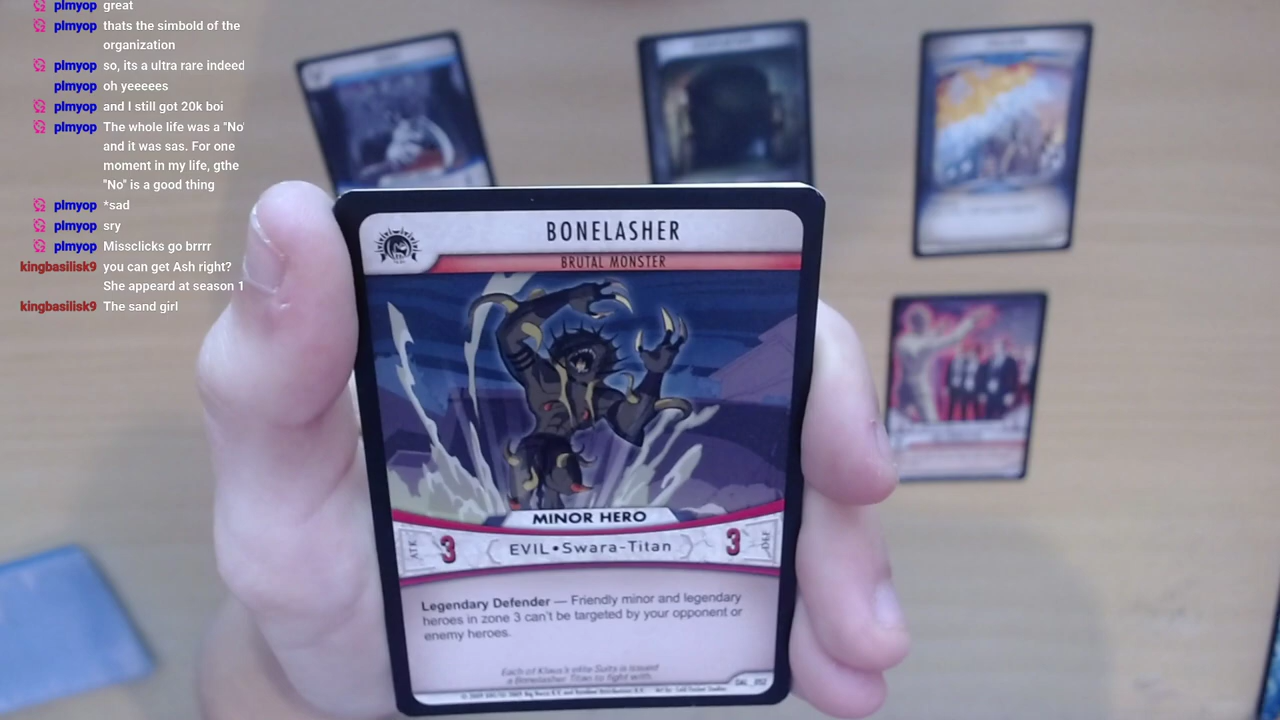 plmyop great
plmyop thats the simbold of the
organization
plmyop so, its a ultra rare indeed
plmyop oh yeeeees
plmyop and I still got 20k boi
plmyop The whole life was a "No"
and it was sas. For one
moment in my life, gthe
"No" is a good thing
plmyop *sad
plmyop sry
plmyop Missclicks go brrrr
kingbasilisk9 you can get Ash right?
She appeard at season 1
kingbasilisk9 The sand girl
BONELASHER
BRUTAL MONSTER
MINOR HERO
ATK 3 EVIL•Swara-Titan 3 DEF
Legendary Defender — Friendly minor and legendary
heroes in zone 3 can't be targeted by your opponent or
enemy heroes.
Each of Klaus's elite Suits is issued
a Bonelasher Titan to fight with.